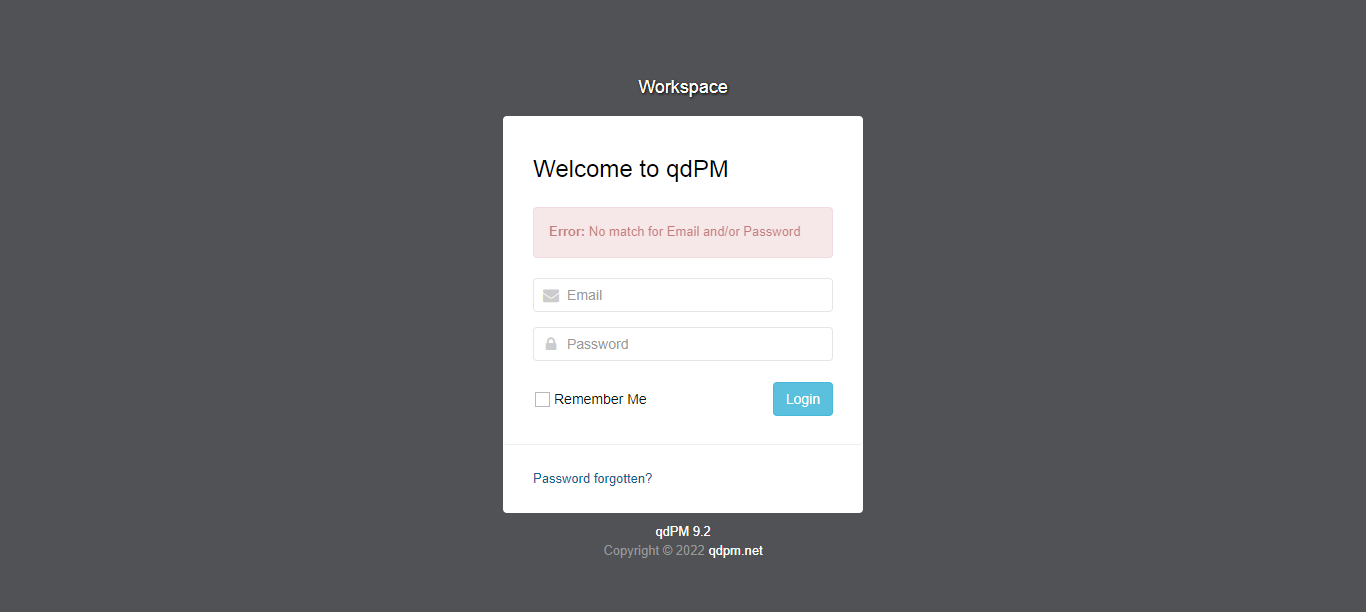 Workspace
Welcome to qdPM
Error: No match for Email and/or Password
Email
Password
Remember Me
Login
Password forgotten?
qdPM 9.2
Copyright © 2022 qdpm.net